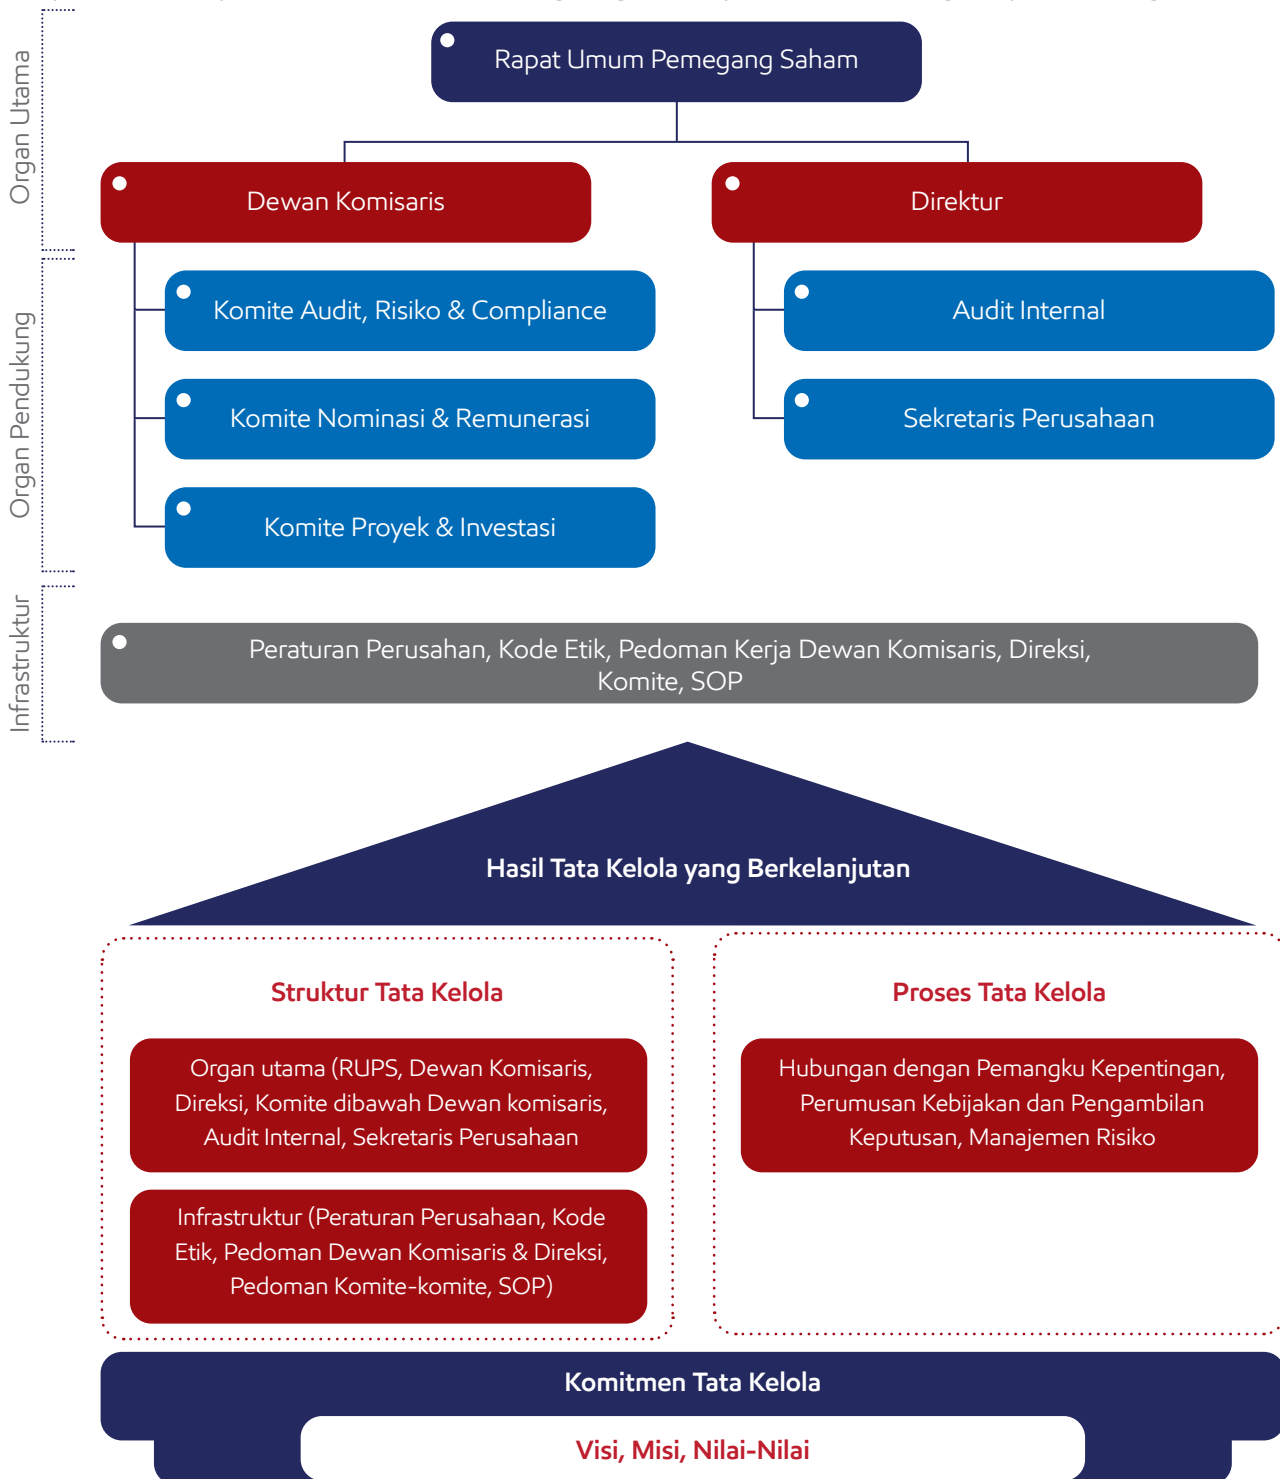 Organ Utama
Rapat Umum Pemegang Saham
Dewan Komisaris
Direktur
Organ Pendukung
Komite Audit, Risiko & Compliance
Komite Nominasi & Remunerasi
Komite Proyek & Investasi
Audit Internal
Sekretaris Perusahaan
Infrastruktur
Peraturan Perusahan, Kode Etik, Pedoman Kerja Dewan Komisaris, Direksi,
Komite, SOP
Hasil Tata Kelola yang Berkelanjutan
Struktur Tata Kelola
Organ utama (RUPS, Dewan Komisaris,
Direksi, Komite dibawah Dewan komisaris,
Audit Internal, Sekretaris Perusahaan
Infrastruktur (Peraturan Perusahaan, Kode
Etik, Pedoman Dewan Komisaris & Direksi,
Pedoman Komite-komite, SOP)
Proses Tata Kelola
Hubungan dengan Pemangku Kepentingan,
Perumusan Kebijakan dan Pengambilan
Keputusan, Manajemen Risiko
Komitmen Tata Kelola
Visi, Misi, Nilai-Nilai